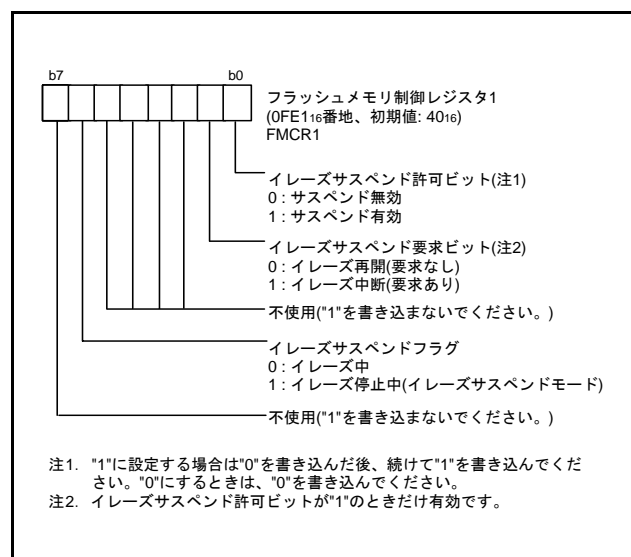 b7 b0
フラッシュメモリ制御レジスタ1
(0FE116番地、初期値: 4016)
FMCR1
イレーズサスペンド許可ビット(注1)
0 : サスペンド無効
1 : サスペンド有効
イレーズサスペンド要求ビット(注2)
0 : イレーズ再開(要求なし)
1 : イレーズ中断(要求あり)
不使用("1"を書き込まないでください。)
イレーズサスペンドフラグ
0 : イレーズ中
1 : イレーズ停止中(イレーズサスペンドモード)
不使用("1"を書き込まないでください。)
注1. "1"に設定する場合は"0"を書き込んだ後、続けて"1"を書き込んでくだ
さい。"0"にするときは、"0"を書き込んでください。
注2. イレーズサスペンド許可ビットが"1"のときだけ有効です。